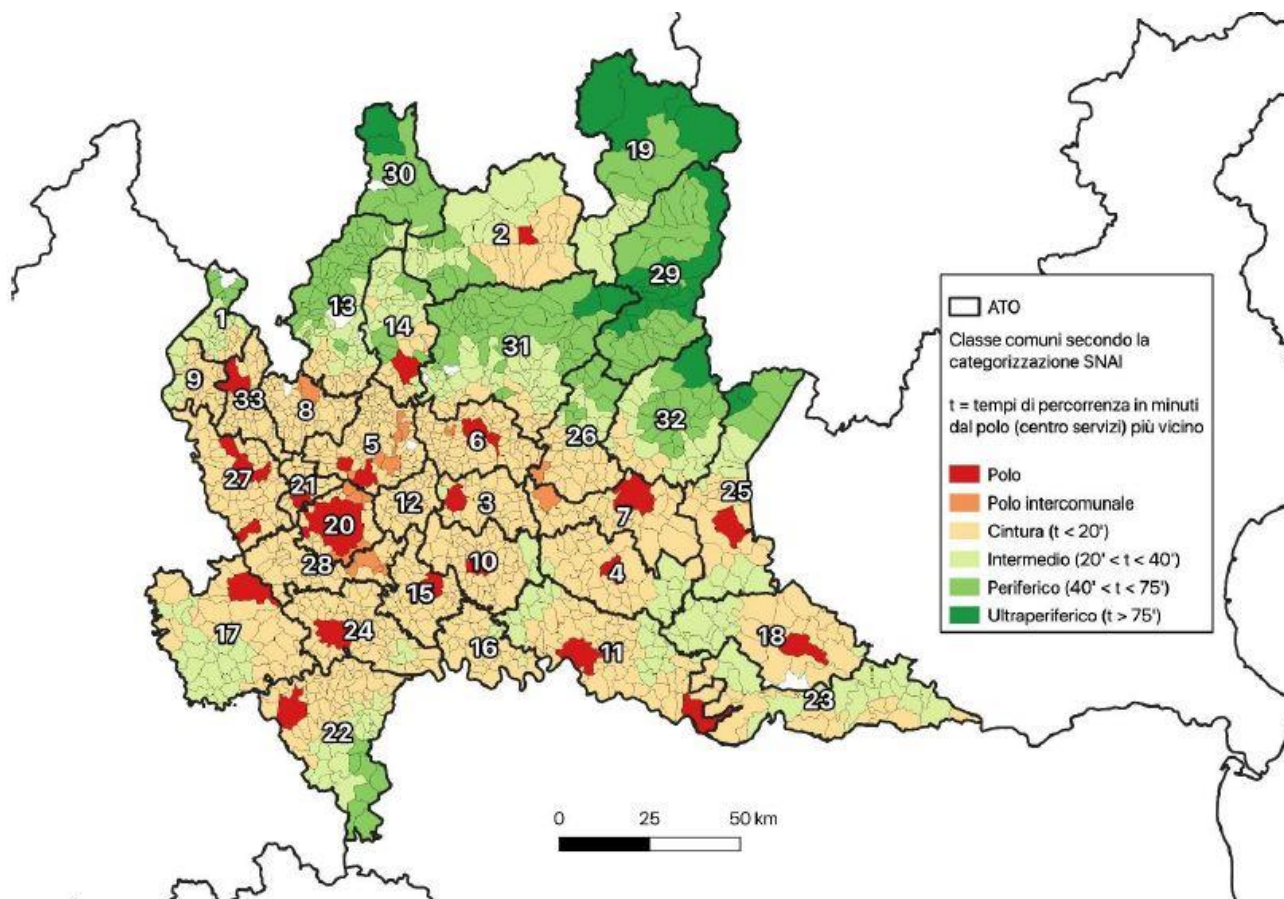 19
30
2
29
13
1
14
31
9
33
8
32
5
6
26
27
21
25
12
3
7
20
28
10
4
15
17
24
16
11
18
23
22
ATO
Classe comuni secondo la
categorizzazione SNAI
t = tempi di percorrenza in minuti
dal polo (centro servizi) più vicino
Polo
Polo intercomunale
Cintura (t < 20')
Intermedio (20' < t < 40')
Periferico (40' < t < 75')
Ultraperiferico (t > 75')
0 25 50 km